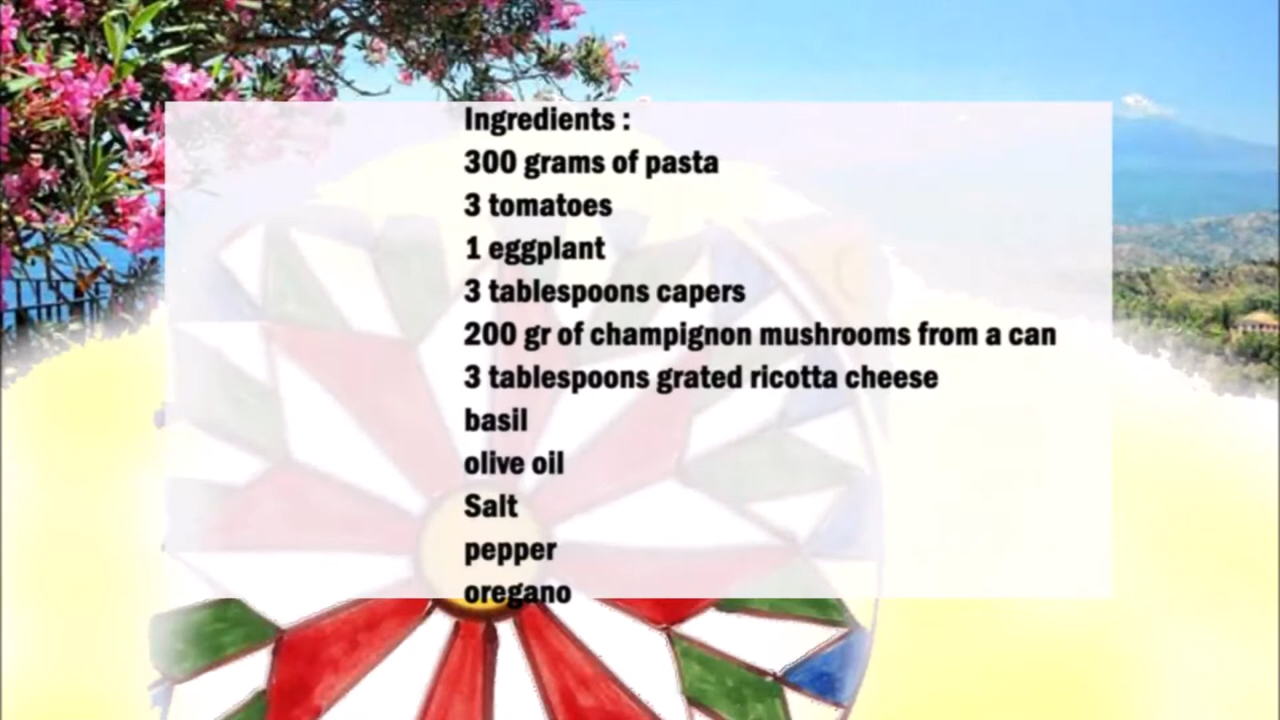 Ingredients :
300 grams of pasta
3 tomatoes
1 eggplant
3 tablespoons capers
200 gr of champignon mushrooms from a can
3 tablespoons grated ricotta cheese
basil
olive oil
Salt
pepper
oregano